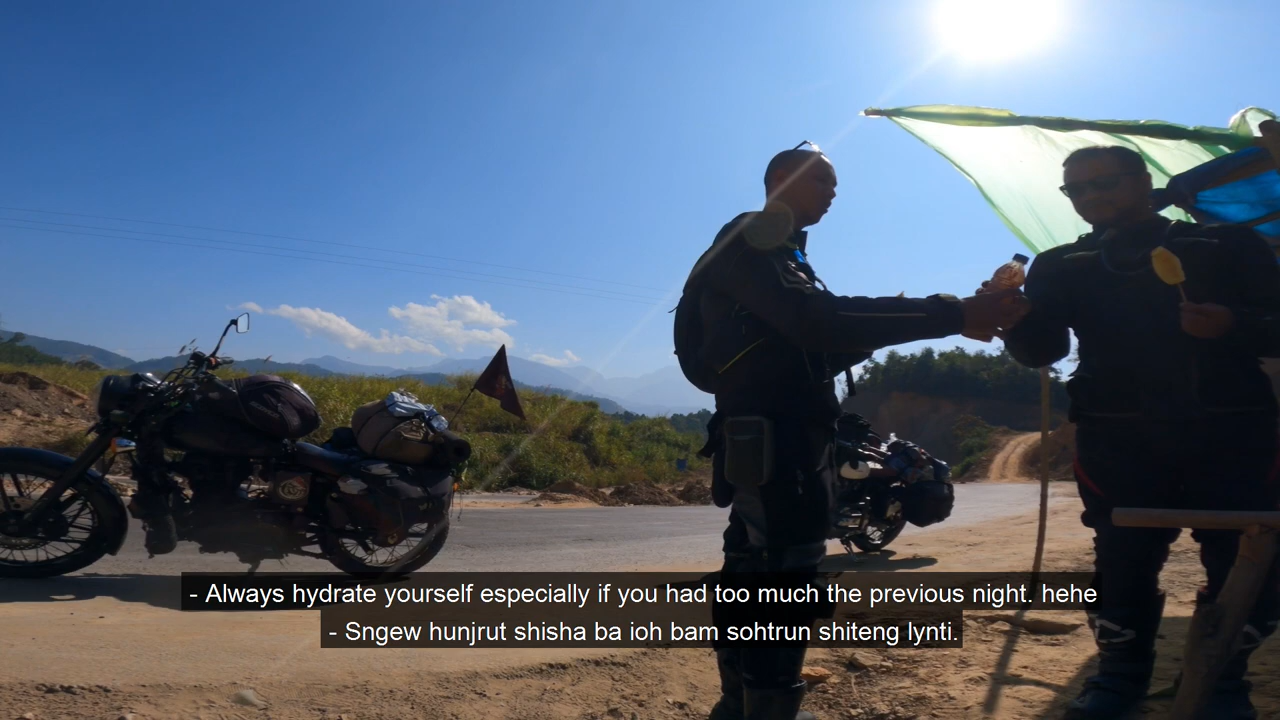 - Always hydrate yourself especially if you had too much the previous night. hehe
- Sngew hunjrut shisha ba ioh bam sohtrun shiteng lynti.